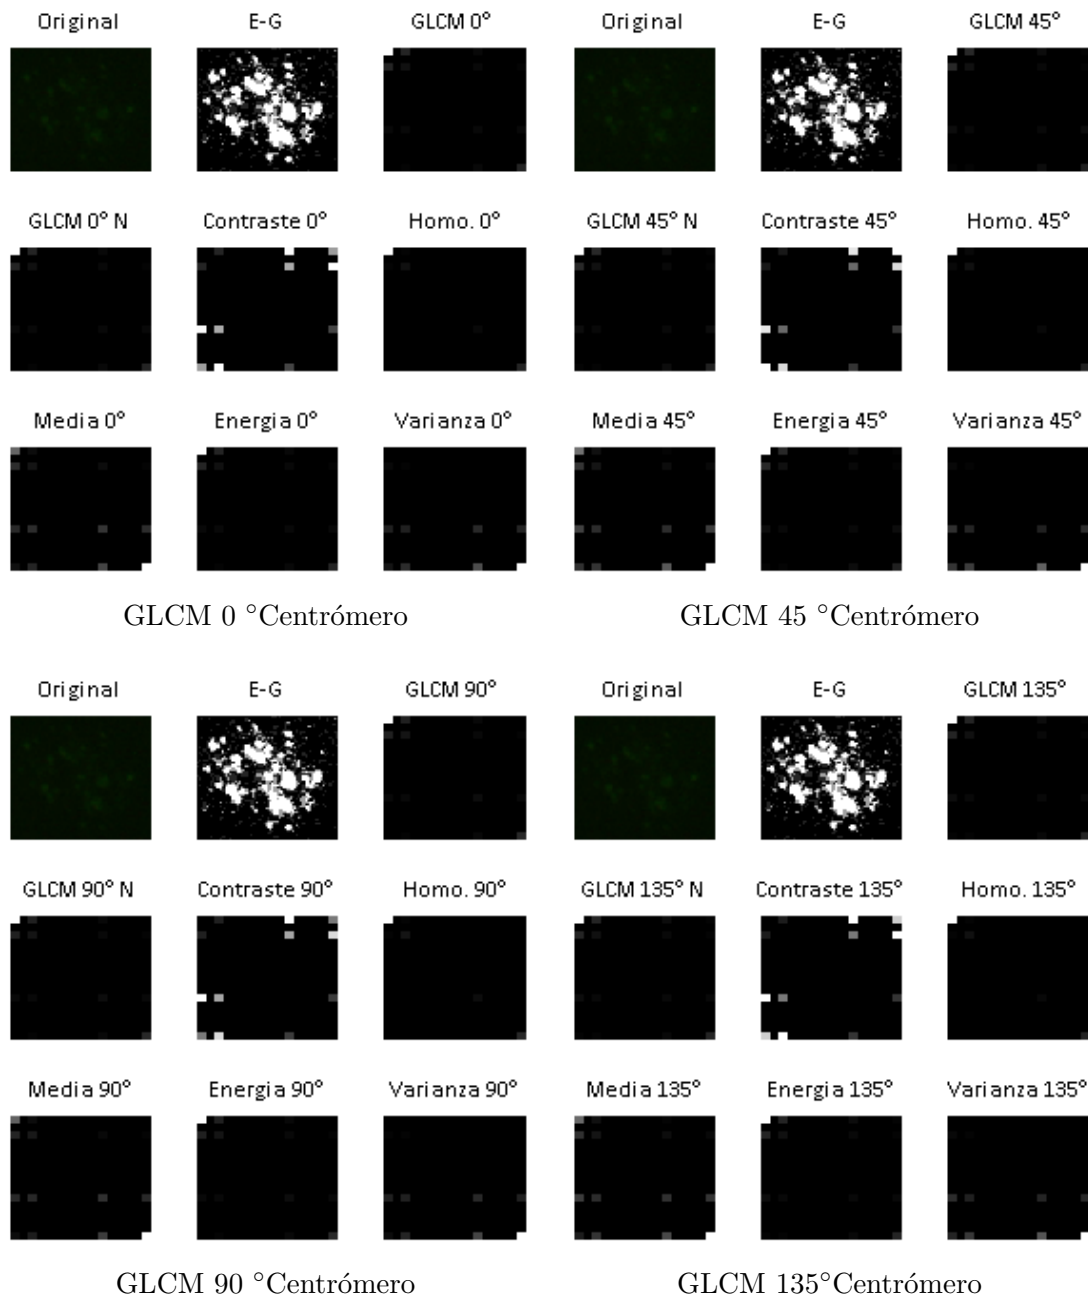 Original E-G GLCM 0° Original E-G GLCM 45°
GLCM 0° N Contraste 0° Homo. 0° GLCM 45° N Contraste 45° Homo. 45°
Media 0° Energia 0° Varianza 0° Media 45° Energia 45° Varianza 45°
GLCM 0 °Centrómero GLCM 45 °Centrómero
Original E-G GLCM 90° Original E-G GLCM 135°
GLCM 90° N Contraste 90° Homo. 90° GLCM 135° N Contraste 135° Homo. 135°
Media 90° Energia 90° Varianza 90° Media 135° Energia 135° Varianza 135°
GLCM 90 °Centrómero GLCM 135°Centrómero